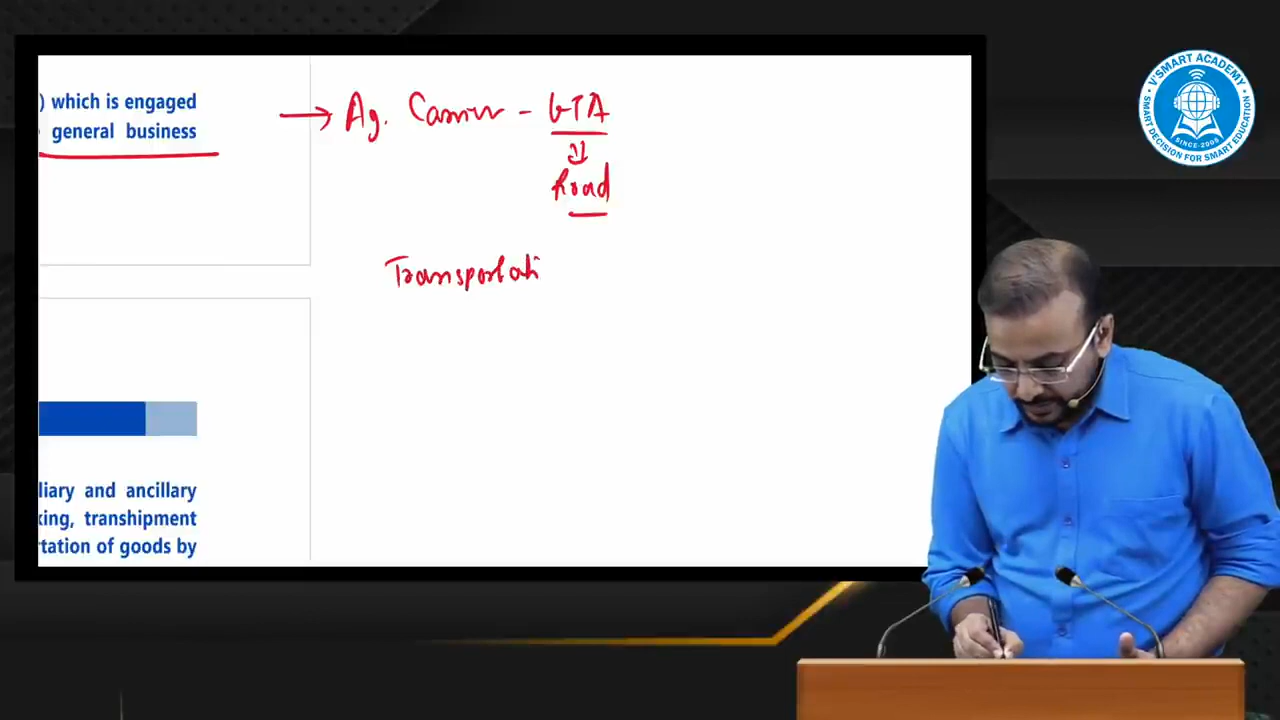 ) which is engaged
general business
→ Ag. Carrier - GTA
Road
Transportati
liary and ancillary
king, transhipment
rtation of goods by
V'SMART ACADEMY
SINCE-2005
SMART DECISION FOR SMART EDUCATION